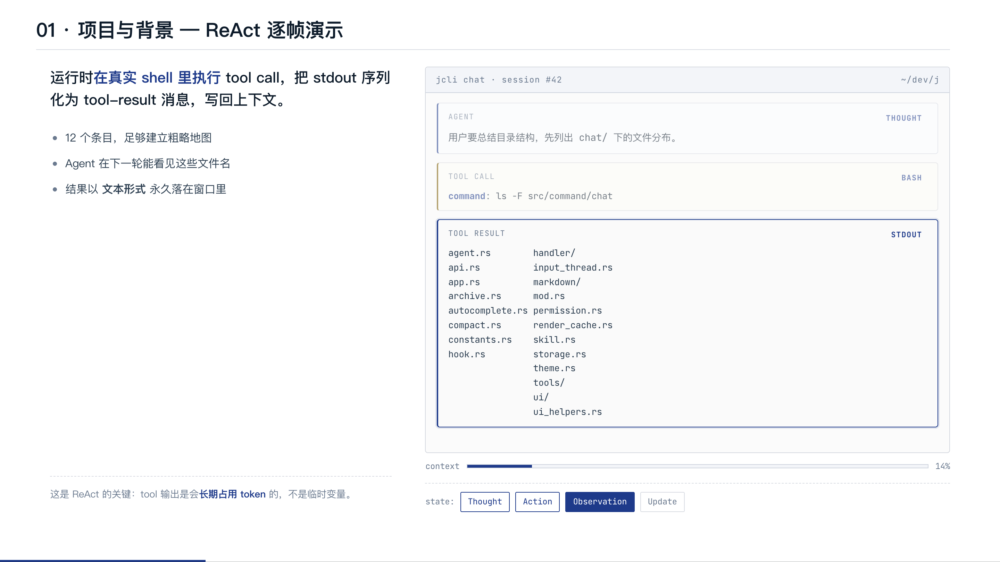 01 · 项目与背景 — ReAct 逐帧演示
运行时在真实 shell 里执行 tool call，把 stdout 序列
化为 tool-result 消息，写回上下文。
12 个条目，足够建立粗略地图
Agent 在下一轮能看见这些文件名
结果以 文本形式 永久落在窗口里
这是 ReAct 的关键：tool 输出是会长期占用 token 的，不是临时变量。
jcli chat · session #42 ~/dev/j
AGENT THOUGHT
用户要总结目录结构，先列出 chat/ 下的文件分布。
TOOL CALL BASH
command: ls -F src/command/chat
TOOL RESULT STDOUT
agent.rs handler/
api.rs input_thread.rs
app.rs markdown/
archive.rs mod.rs
autocomplete.rs permission.rs
compact.rs render_cache.rs
constants.rs skill.rs
hook.rs storage.rs
theme.rs
tools/
ui/
ui_helpers.rs
context 14%
state: Thought Action Observation Update